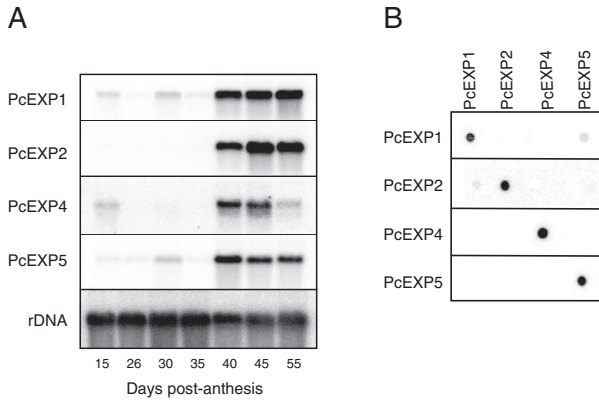 A
PcEXP1
PcEXP2
PcEXP4
PcEXP5
rDNA
15 26 30 35 40 45 55
Days post-anthesis
B
PcEXP1 PcEXP2 PcEXP4 PcEXP5
PcEXP1
PcEXP2
PcEXP4
PcEXP5